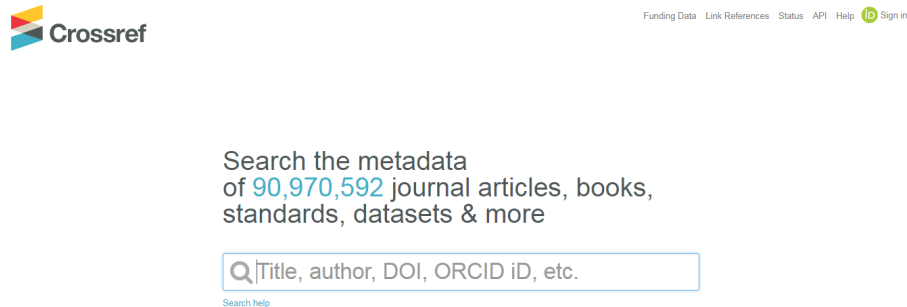 Crossref
Funding Data Link References Status API Help iD Sign in
Search the metadata
of 90,970,592 journal articles, books,
standards, datasets & more
Title, author, DOI, ORCID iD, etc.
Search help